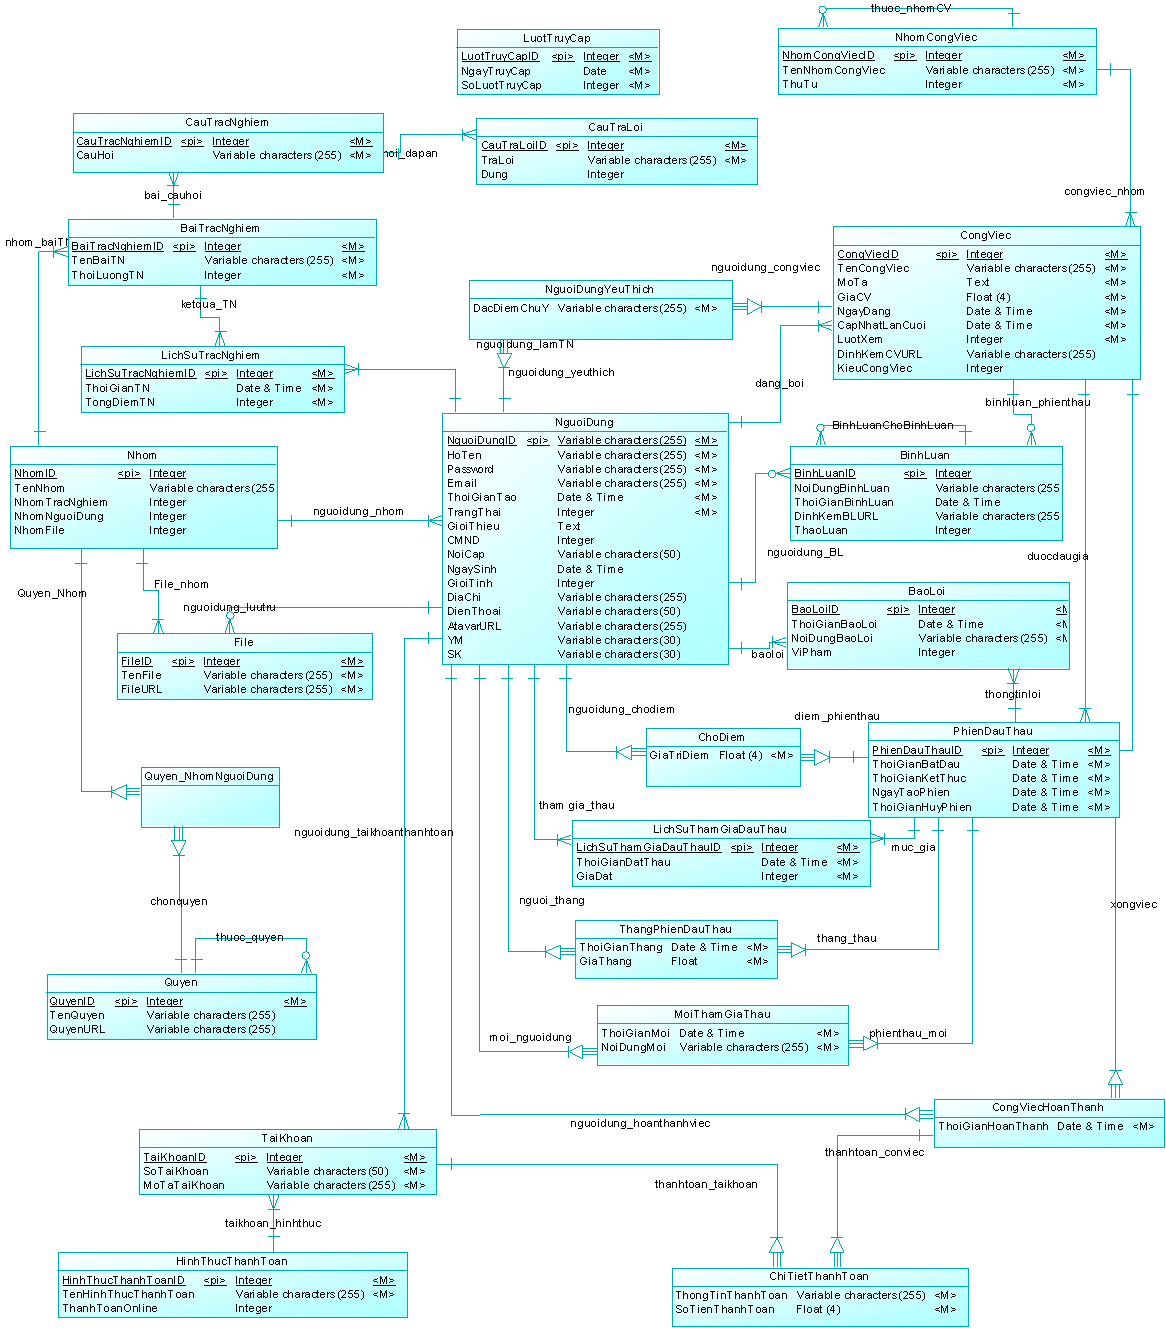 thuoc_nhomCV
LuotTruyCap
LuotTruyCapID <pi> Integer <M>
NgayTruyCap Date <M>
SoLuotTruyCap Integer <M>
NhomCongViec
NhomCongViecID <pi> Integer <M>
TenNhomCongViec Variable characters (255) <M>
ThuTu Integer <M>
CauTracNghiem
CauTracNghiemID <pi> Integer <M>
CauHoi Variable characters (255) <M>
hoi_dapan
CauTraLoi
CauTraLoiID <pi> Integer <M>
TraLoi Variable characters (255) <M>
Dung Integer
bai_cauhoi
congviec_nhom
nhom_baiTN
BaiTracNghiem
BaiTracNghiemID <pi> Integer <M>
TenBaiTN Variable characters (255) <M>
ThoiLuongTN Integer <M>
CongViec
CongViecID <pi> Integer <M>
TenCongViec Variable characters (255) <M>
MoTa Text <M>
GiaCV Float (4) <M>
NgayDang Date & Time <M>
CapNhatLanCuoi Date & Time <M>
LuotXem Integer <M>
DinhKemCVURL Variable characters (255)
KieuCongViec Integer
nguoidung_congviec
NguoiDungYeuThich
DacDiemChuY Variable characters (255) <M>
ketqua_TN
nguoidung_lamTN
nguoidung_yeuthich
LichSuTracNghiem
LichSuTracNghiemID <pi> Integer <M>
ThoiGianTN Date & Time <M>
TongDiemTN Integer <M>
dang_boi
binhluan_phienthau
NguoiDung
NguoiDungID <pi> Variable characters (255) <M>
HoTen Variable characters (255) <M>
Password Variable characters (255) <M>
Email Variable characters (255) <M>
ThoiGianTao Date & Time <M>
TrangThai Integer <M>
GioiThieu Text
CMND Integer
NoiCap Variable characters (50)
NgaySinh Date & Time
GioiTinh Integer
DiaChi Variable characters (255)
DienThoai Variable characters (50)
AtavarURL Variable characters (255)
YM Variable characters (30)
SK Variable characters (30)
BinhLuanChoBinhLuan
BinhLuan
BinhLuanID <pi> Integer
NoiDungBinhLuan Variable characters (255
ThoiGianBinhLuan Date & Time
DinhKemBLURL Variable characters (255
ThaoLuan Integer
Nhom
NhomID <pi> Integer
TenNhom Variable characters (255
NhomTracNghiem Integer
NhomNguoiDung Integer
NhomFile Integer
nguoidung_nhom
nguoidung_BL
duocdaugia
Quyen_Nhom
File_nhom
nguoidung_luutru
BaoLoi
BaoLoiID <pi> Integer
ThoiGianBaoLoi Date & Time
NoiDungBaoLoi Variable characters (255)
ViPham Integer
File
FileID <pi> Integer <M>
TenFile Variable characters (255) <M>
FileURL Variable characters (255) <M>
baoloi
thongtinloi
nguoidung_chodiem
diem_phienthau
ChoDiem
GiaTriDiem Float (4) <M>
PhienDauThau
PhienDauThauID <pi> Integer <M>
ThoiGianBatDau Date & Time <M>
ThoiGianKetThuc Date & Time <M>
NgayTaoPhien Date & Time <M>
ThoiGianHuyPhien Date & Time <M>
Quyen_NhomNguoiDung
tham gia_thau
nguoidung_taikhoanthanhtoan
LichSuThamGiaDauThau
LichSuThamGiaDauThauID <pi> Integer <M>
ThoiGianDatThau Date & Time <M>
GiaDat Integer <M>
muc_gia
chonquyen
nguoi_thang
xongviec
thuoc_quyen
ThangPhienDauThau
ThoiGianThang Date & Time <M>
GiaThang Float <M>
thang_thau
Quyen
QuyenID <pi> Integer <M>
TenQuyen Variable characters (255)
QuyenURL Variable characters (255)
MoiThamGiaThau
ThoiGianMoi Date & Time <M>
NoiDungMoi Variable characters (255) <M>
moi_nguoidung
phienthau_moi
CongViecHoanThanh
ThoiGianHoanThanh Date & Time <M>
nguoidung_hoanthanhviec
TaiKhoan
TaiKhoanID <pi> Integer <M>
SoTaiKhoan Variable characters (50) <M>
MoTaTaiKhoan Variable characters (255) <M>
thanhtoan_conviec
thanhtoan_taikhoan
taikhoan_hinhthuc
HinhThucThanhToan
HinhThucThanhToanID <pi> Integer <M>
TenHinhThucThanhToan Variable characters (255) <M>
ThanhToanOnline Integer
ChiTietThanhToan
ThongTinThanhToan Variable characters (255) <M>
SoTienThanhToan Float (4) <M>